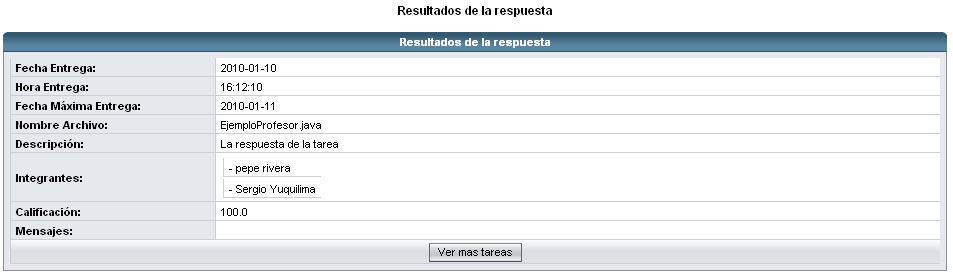 Resultados de la respuesta
Resultados de la respuesta
Fecha Entrega: 2010-01-10
Hora Entrega: 16:12:10
Fecha Máxima Entrega: 2010-01-11
Nombre Archivo: EjemploProfesor.java
Descripción: La respuesta de la tarea
Integrantes: - pepe rivera
- Sergio Yuquilima
Calificación: 100.0
Mensajes:
Ver mas tareas